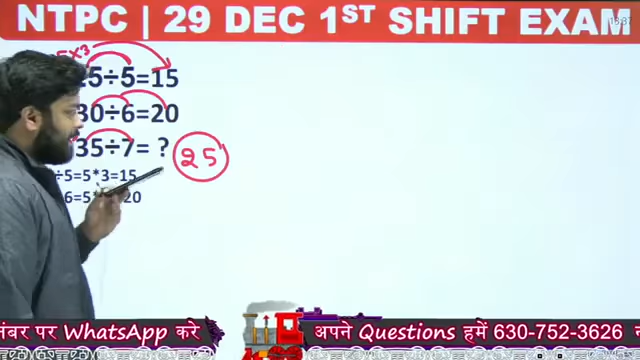 NTPC | 29 DEC 1ST SHIFT EXAM
5×3
25÷5=15
30÷6=20
35÷7= ?
25
÷5=5*3=15
6=5* 20
नंबर पर WhatsApp करे
अपने Questions हमें 630-752-3626